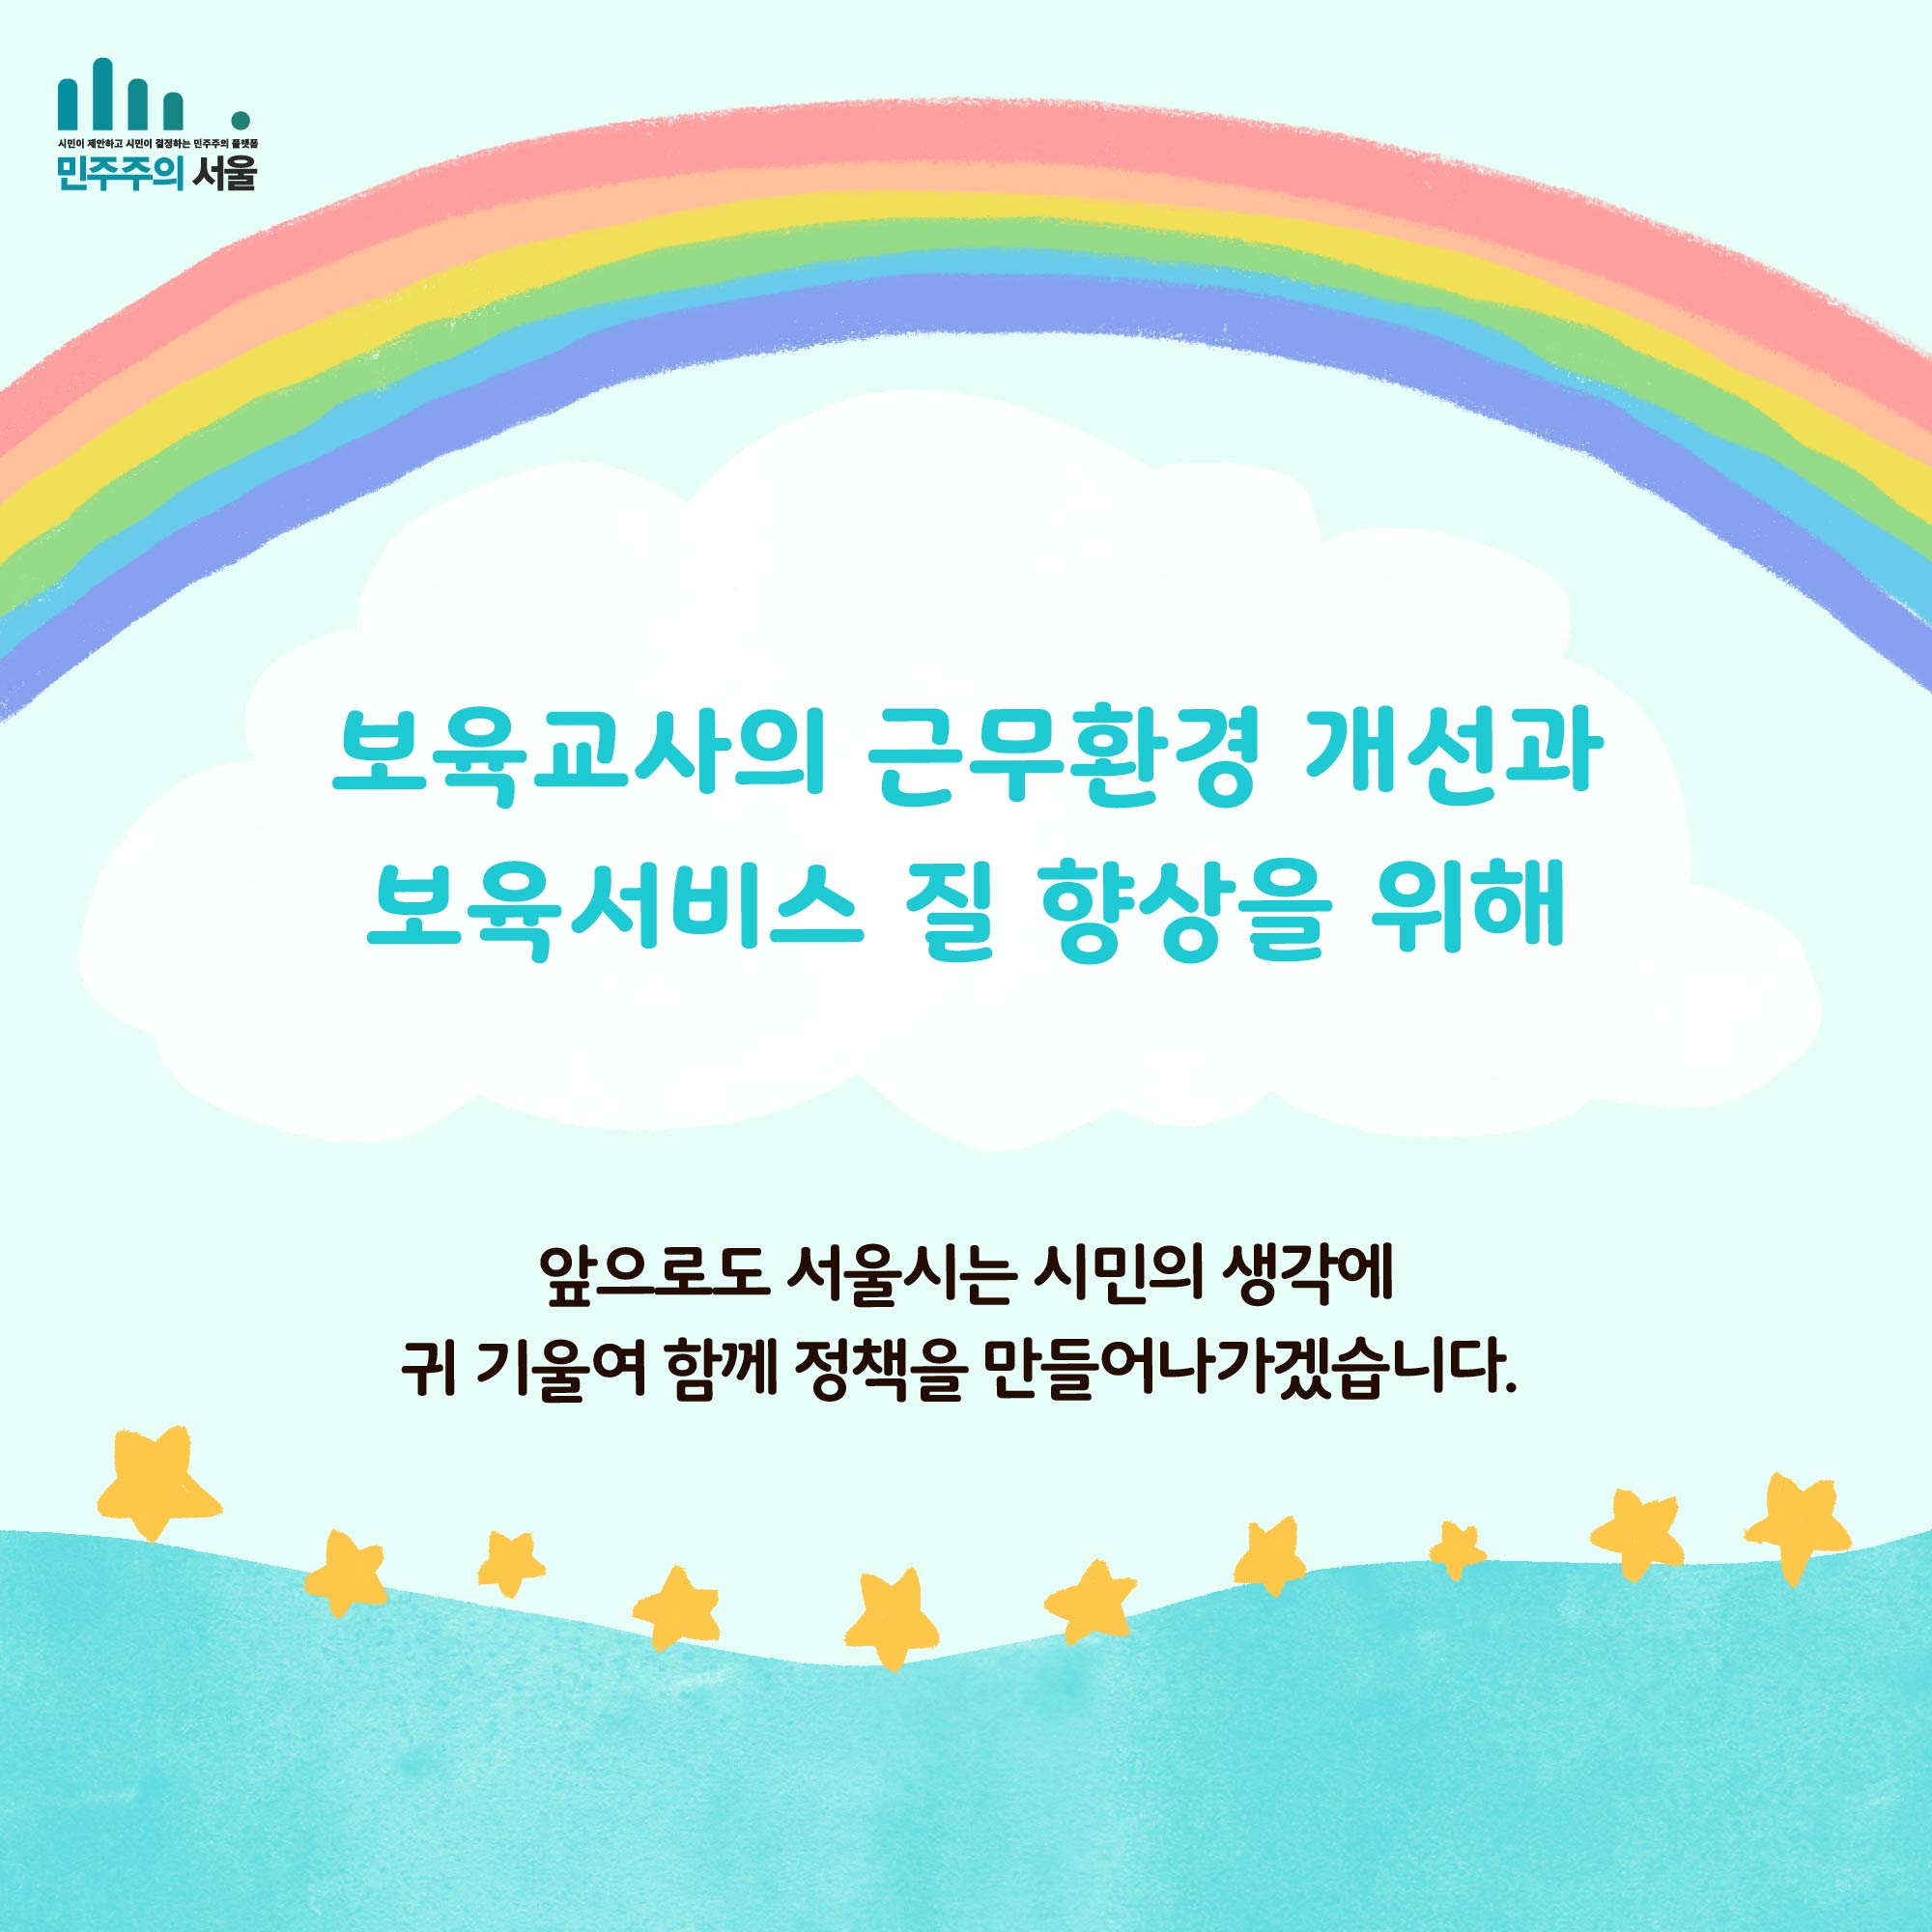 시민이 제안하고 시민이 결정하는 민주주의 플랫폼
민주주의 서울
보육교사의 근무환경 개선과
보육서비스 질 향상을 위해
앞으로도 서울시는 시민의 생각에
귀 기울여 함께 정책을 만들어나가겠습니다.